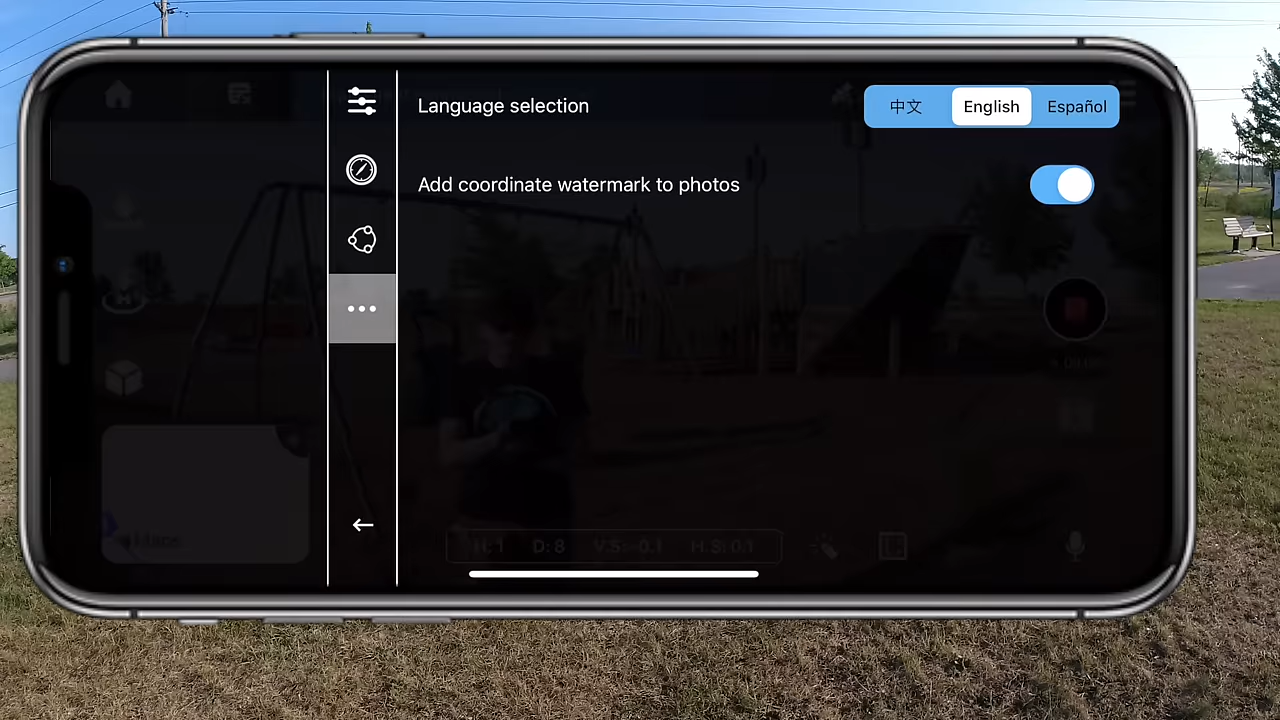 Language selection
中文
English
Español
Add coordinate watermark to photos
H: 1 D: 8 V.S: -0.1 H.S: 0.1